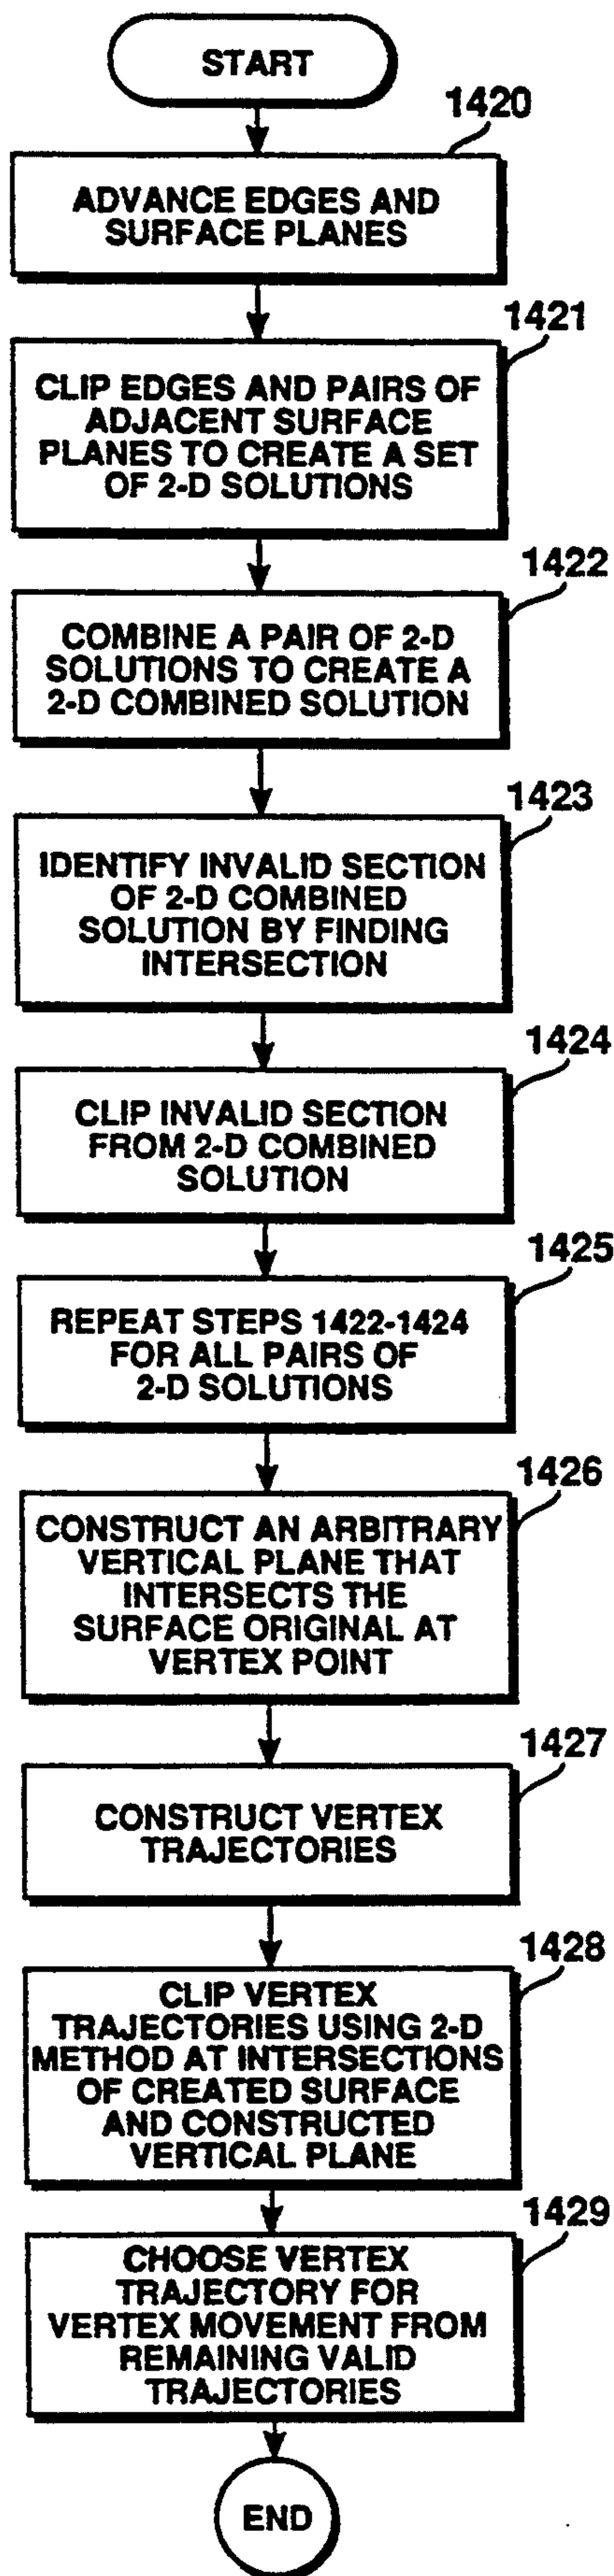 START
1420
ADVANCE EDGES AND
SURFACE PLANES
1421
CLIP EDGES AND PAIRS OF
ADJACENT SURFACE
PLANES TO CREATE A SET
OF 2-D SOLUTIONS
1422
COMBINE A PAIR OF 2-D
SOLUTIONS TO CREATE A
2-D COMBINED SOLUTION
1423
IDENTIFY INVALID SECTION
OF 2-D COMBINED
SOLUTION BY FINDING
INTERSECTION
1424
CLIP INVALID SECTION
FROM 2-D COMBINED
SOLUTION
1425
REPEAT STEPS 1422-1424
FOR ALL PAIRS OF
2-D SOLUTIONS
1426
CONSTRUCT AN ARBITRARY
VERTICAL PLANE THAT
INTERSECTS THE
SURFACE ORIGINAL AT
VERTEX POINT
1427
CONSTRUCT VERTEX
TRAJECTORIES
1428
CLIP VERTEX
TRAJECTORIES USING 2-D
METHOD AT INTERSECTIONS
OF CREATED SURFACE
AND CONSTRUCTED
VERTICAL PLANE
1429
CHOOSE VERTEX
TRAJECTORY FOR
VERTEX MOVEMENT FROM
REMAINING VALID
TRAJECTORIES
END